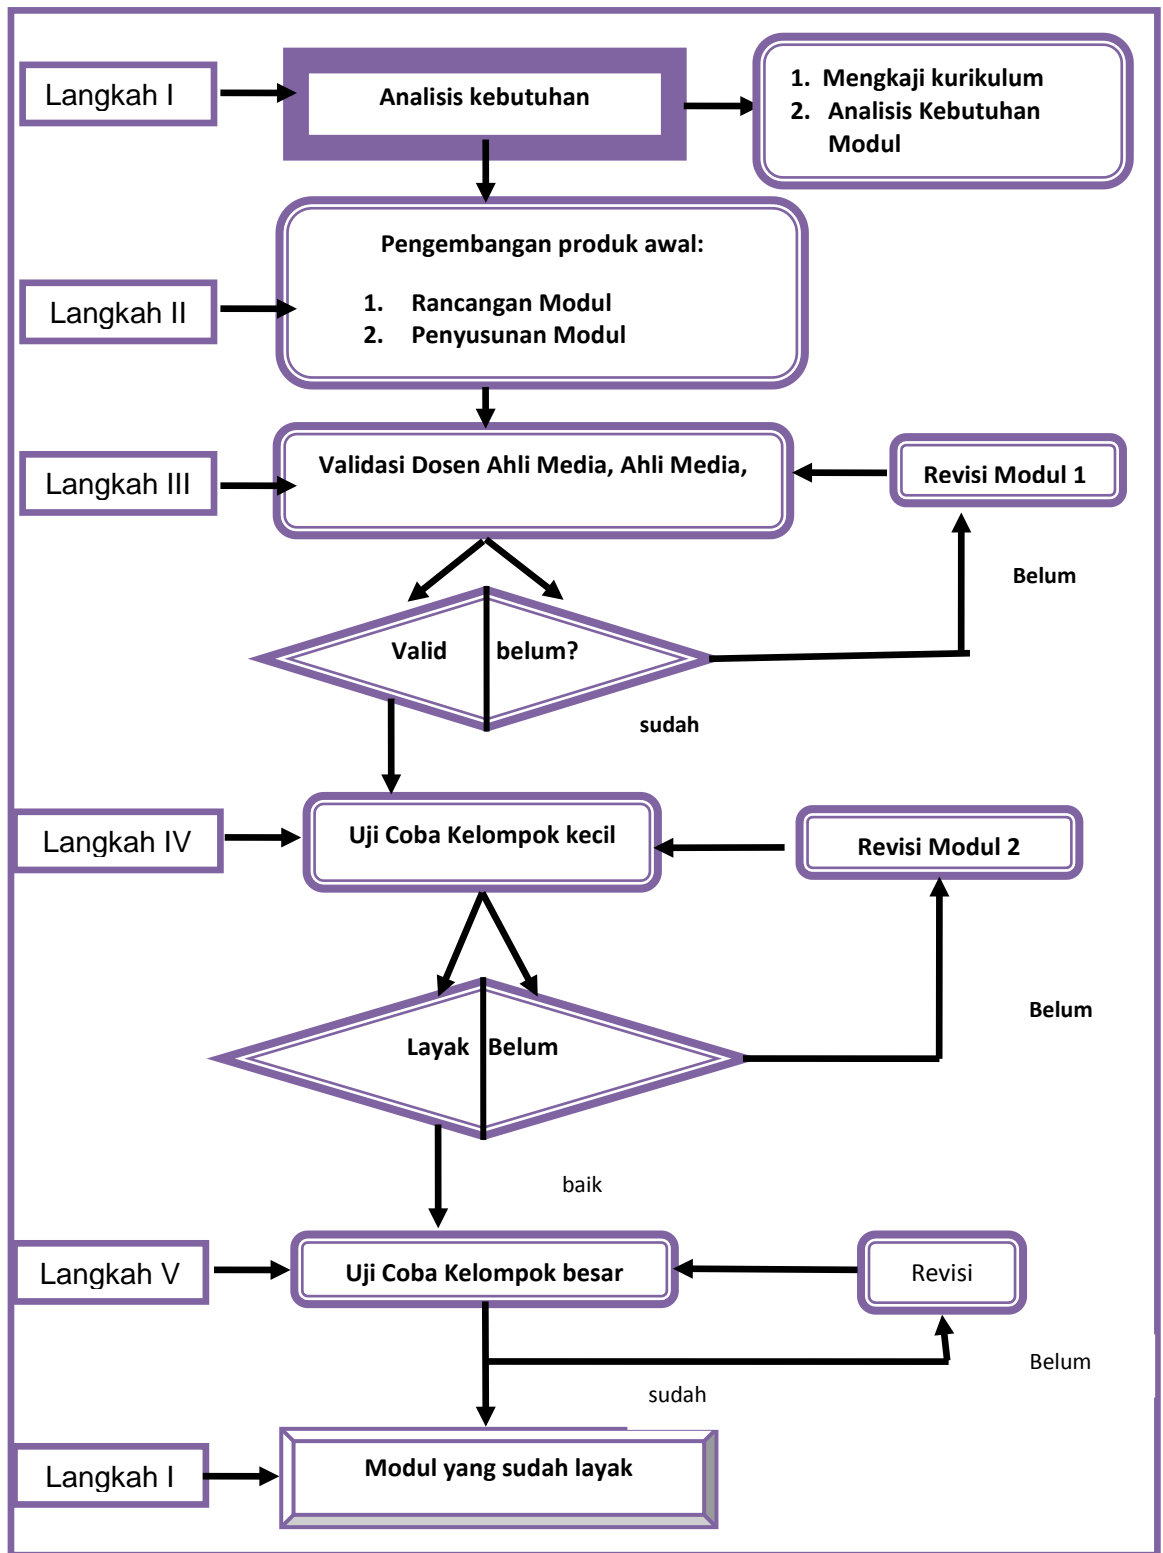 Langkah I
Analisis kebutuhan
1. Mengkaji kurikulum
2. Analisis Kebutuhan
Modul
Pengembangan produk awal:
Langkah II
1. Rancangan Modul
2. Penyusunan Modul
Langkah III
Validasi Dosen Ahli Media, Ahli Media,
Revisi Modul 1
Belum
Valid belum?
sudah
Langkah IV
Uji Coba Kelompok kecil
Revisi Modul 2
Belum
Layak Belum
baik
Langkah V
Uji Coba Kelompok besar
Revisi
Belum
sudah
Langkah I
Modul yang sudah layak